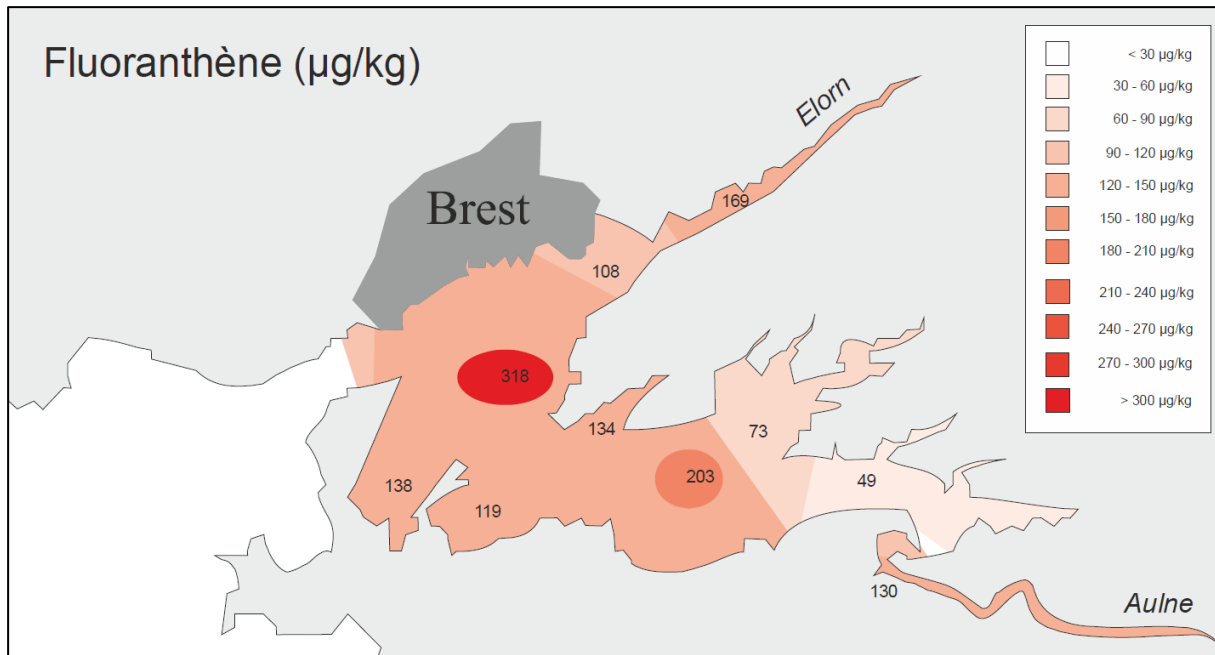 Fluoranthène (µg/kg)
< 30 µg/kg
30 - 60 µg/kg
60 - 90 µg/kg
90 - 120 µg/kg
120 - 150 µg/kg
150 - 180 µg/kg
180 - 210 µg/kg
210 - 240 µg/kg
240 - 270 µg/kg
270 - 300 µg/kg
> 300 µg/kg
Elorn
Brest
169
108
318
134
73
203
49
138
119
130
Aulne